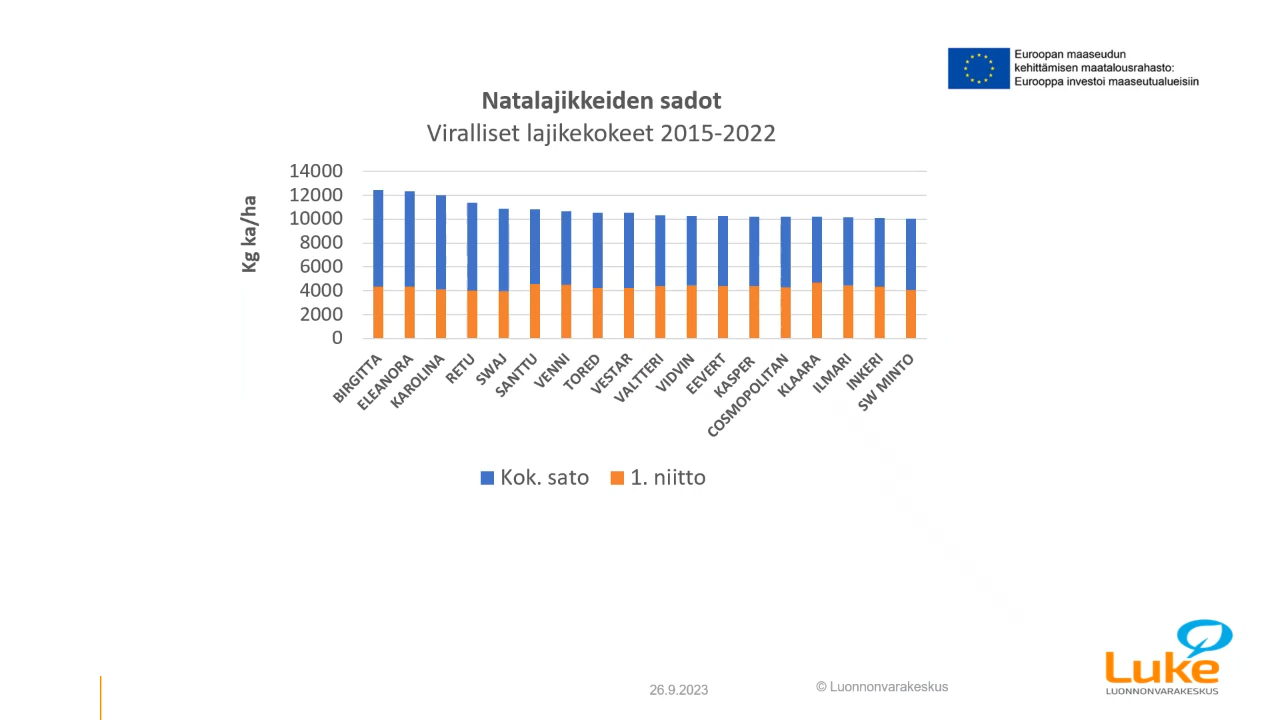 Euroopan maaseudun
kehittämisen maatalousrahasto:
Eurooppa investoi maaseutualueisiin
Natalajikkeiden sadot
Viralliset lajikekokeet 2015-2022
Kg ka/ha
14000
12000
10000
8000
6000
4000
2000
0
BIRGITTA
ELEANORA
KAROLINA
RETU
SWAJ
SANTTU
VENNI
TORED
VESTAR
VALTTERI
VIDVIN
EEVERT
KASPER
COSMOPOLITAN
KLAARA
ILMARI
INKERI
SW MINTO
Kok. sato
1. niitto
26.9.2023
© Luonnonvarakeskus
Luke
LUONNONVARAKESKUS